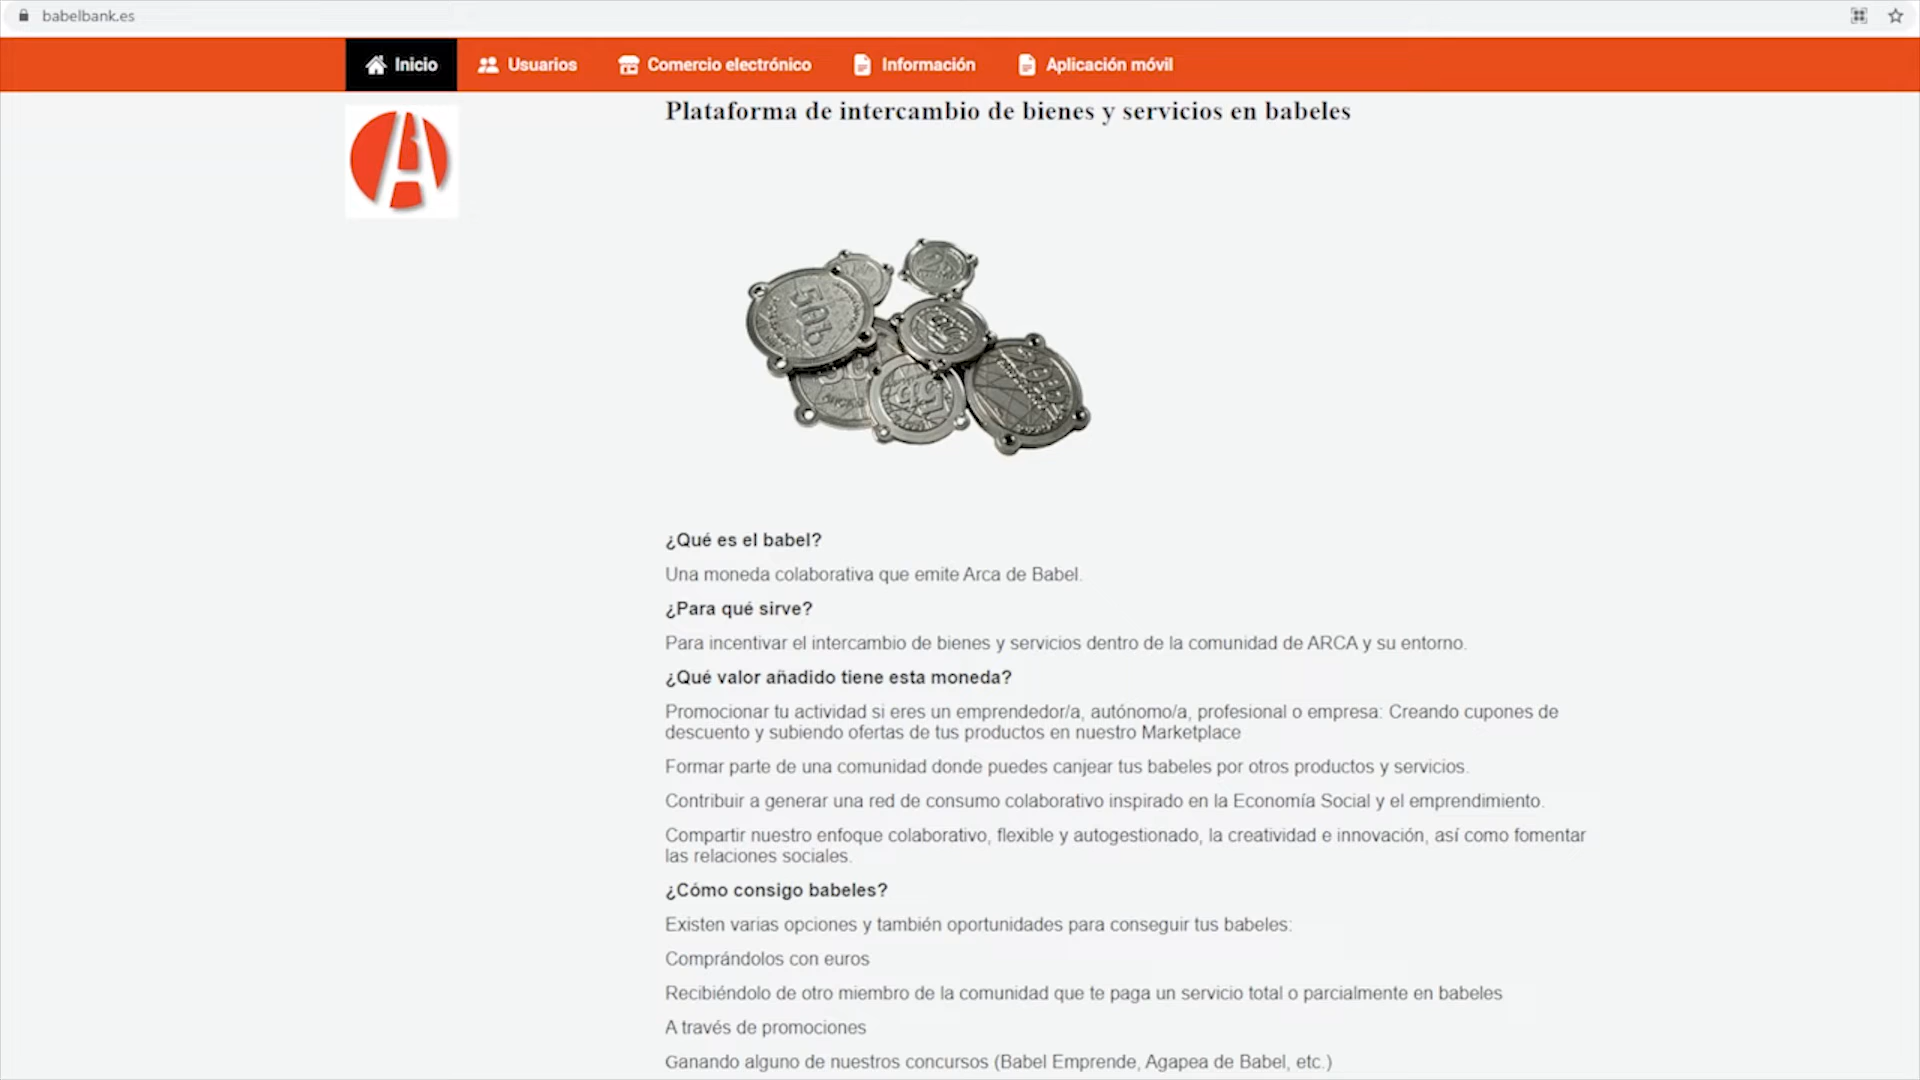 babelbank.es
Inicio
Usuarios
Comercio electrónico
Información
Aplicación móvil
Plataforma de intercambio de bienes y servicios en babeles
50b
¿Qué es el babel?
Una moneda colaborativa que emite Arca de Babel.
¿Para qué sirve?
Para incentivar el intercambio de bienes y servicios dentro de la comunidad de ARCA y su entorno.
¿Qué valor añadido tiene esta moneda?
Promocionar tu actividad si eres un emprendedor/a, autónomo/a, profesional o empresa: Creando cupones de
descuento y subiendo ofertas de tus productos en nuestro Marketplace
Formar parte de una comunidad donde puedes canjear tus babeles por otros productos y servicios.
Contribuir a generar una red de consumo colaborativo inspirado en la Economía Social y el emprendimiento.
Compartir nuestro enfoque colaborativo, flexible y autogestionado, la creatividad e innovación, así como fomentar
las relaciones sociales.
¿Cómo consigo babeles?
Existen varias opciones y también oportunidades para conseguir tus babeles:
Comprándolos con euros
Recibiéndolo de otro miembro de la comunidad que te paga un servicio total o parcialmente en babeles
A través de promociones
Ganando alguno de nuestros concursos (Babel Emprende, Agapea de Babel, etc.)